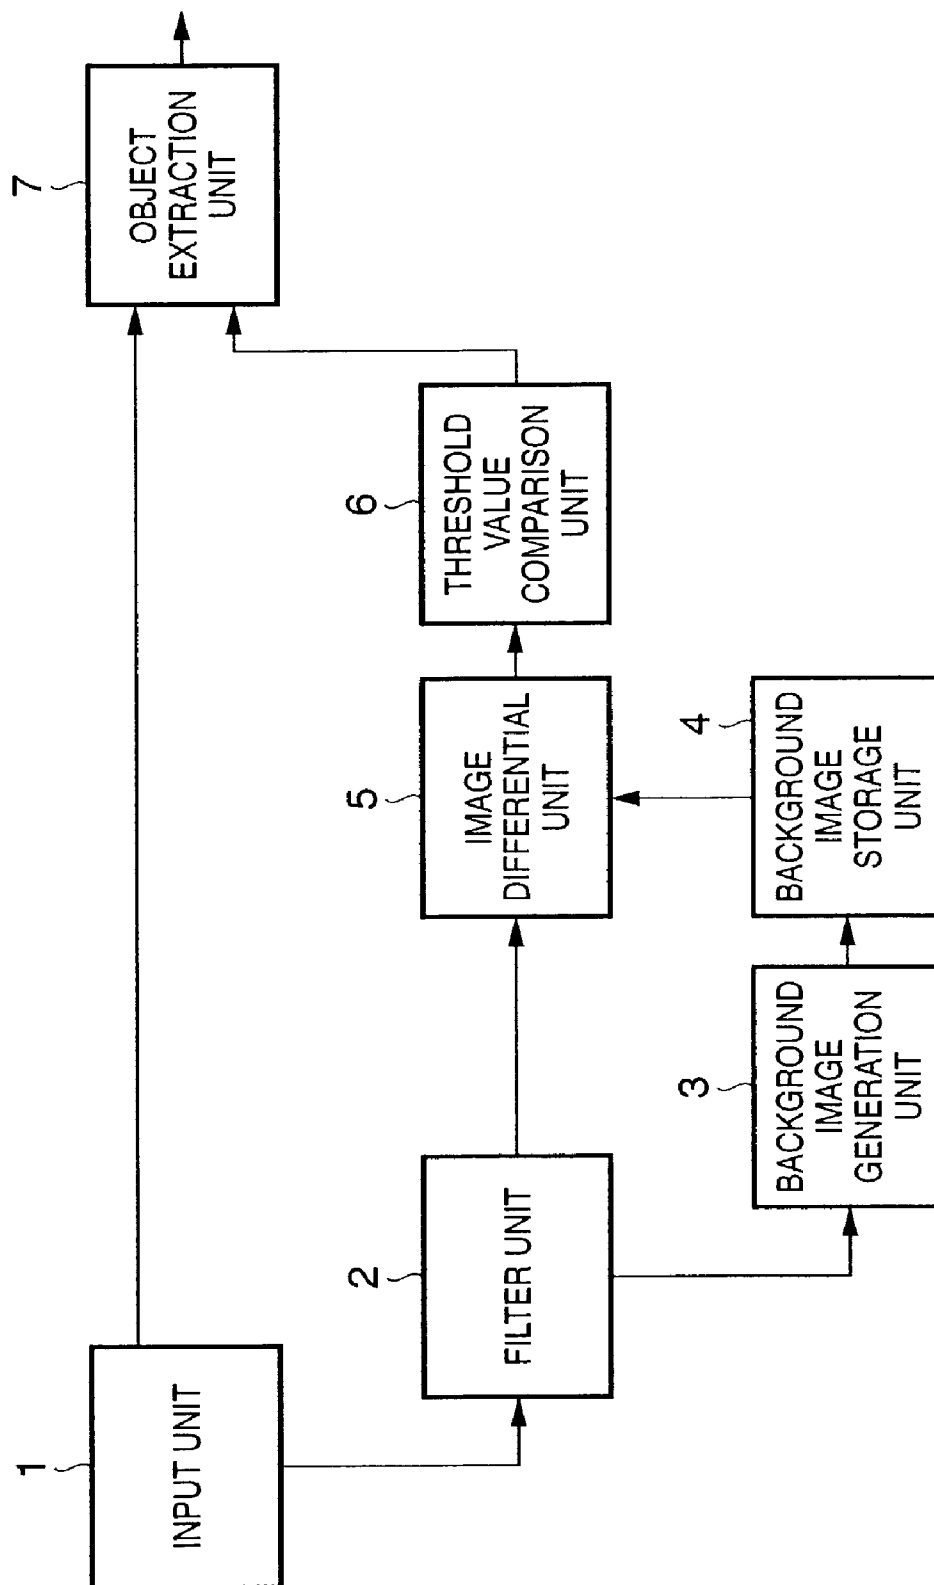 1
INPUT UNIT
2
FILTER UNIT
3
BACKGROUND
IMAGE
GENERATION
UNIT
4
BACKGROUND
IMAGE
STORAGE
UNIT
5
IMAGE
DIFFERENTIAL
UNIT
6
THRESHOLD
VALUE
COMPARISON
UNIT
7
OBJECT
EXTRACTION
UNIT